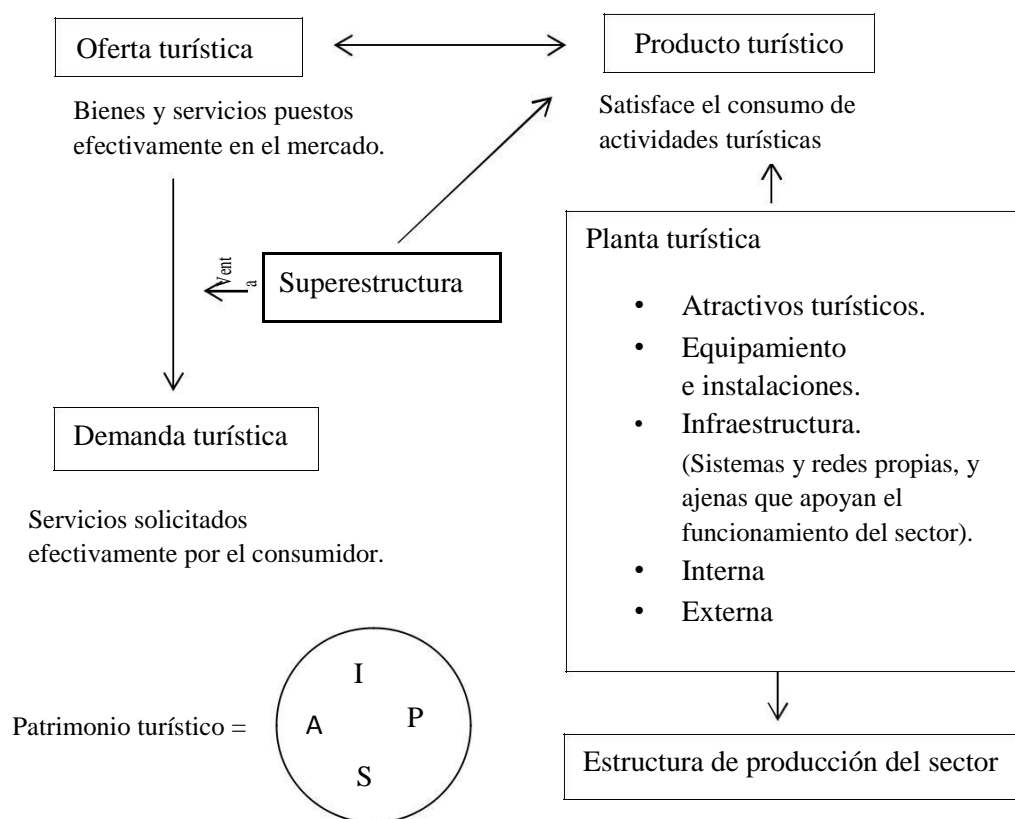 Oferta turística
Producto turístico
Bienes y servicios puestos
efectivamente en el mercado.
Satisface el consumo de
actividades turísticas
Planta turística
• Atractivos turísticos.
• Equipamiento
e instalaciones.
• Infraestructura.
(Sistemas y redes propias, y
ajenas que apoyan el
funcionamiento del sector).
• Interna
• Externa
Vent
a
Superestructura
Demanda turística
Servicios solicitados
efectivamente por el consumidor.
Patrimonio turístico =
I
A
P
S
Estructura de producción del sector